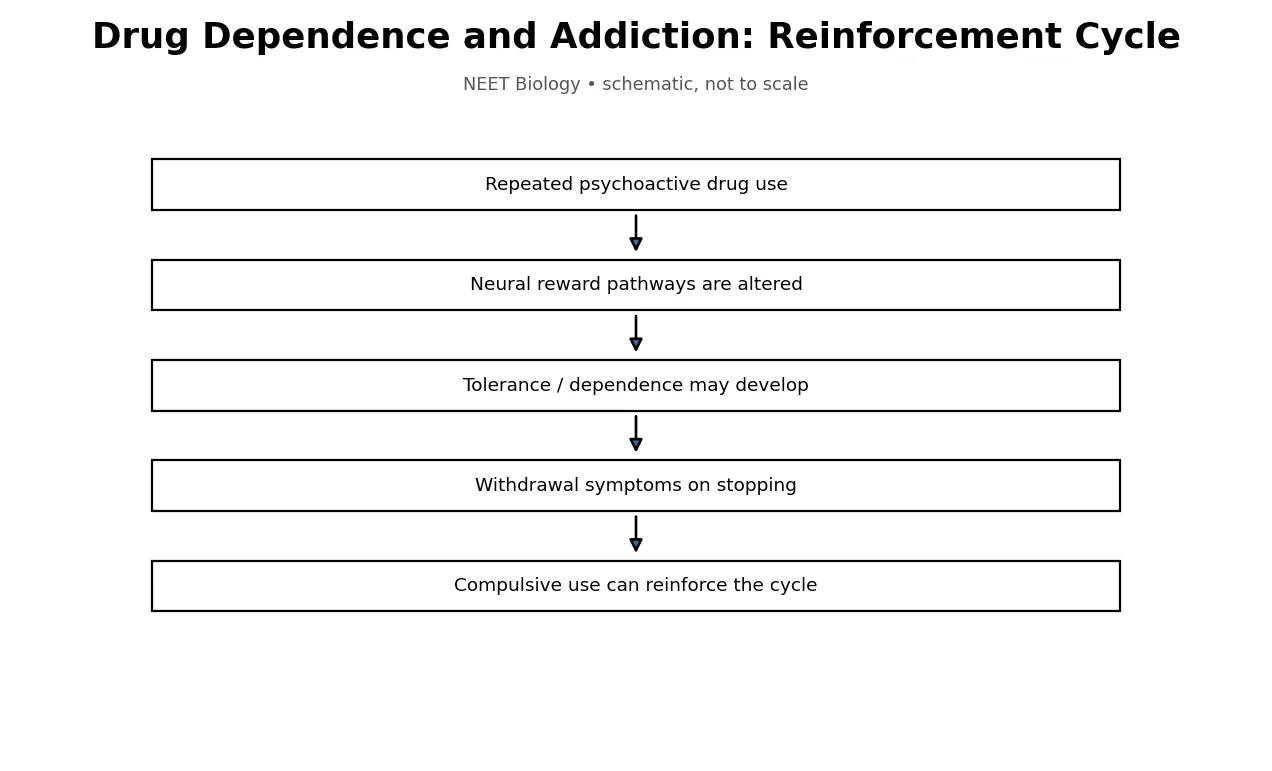 Drug Dependence and Addiction: Reinforcement Cycle
NEET Biology • schematic, not to scale
Repeated psychoactive drug use
Neural reward pathways are altered
Tolerance / dependence may develop
Withdrawal symptoms on stopping
Compulsive use can reinforce the cycle